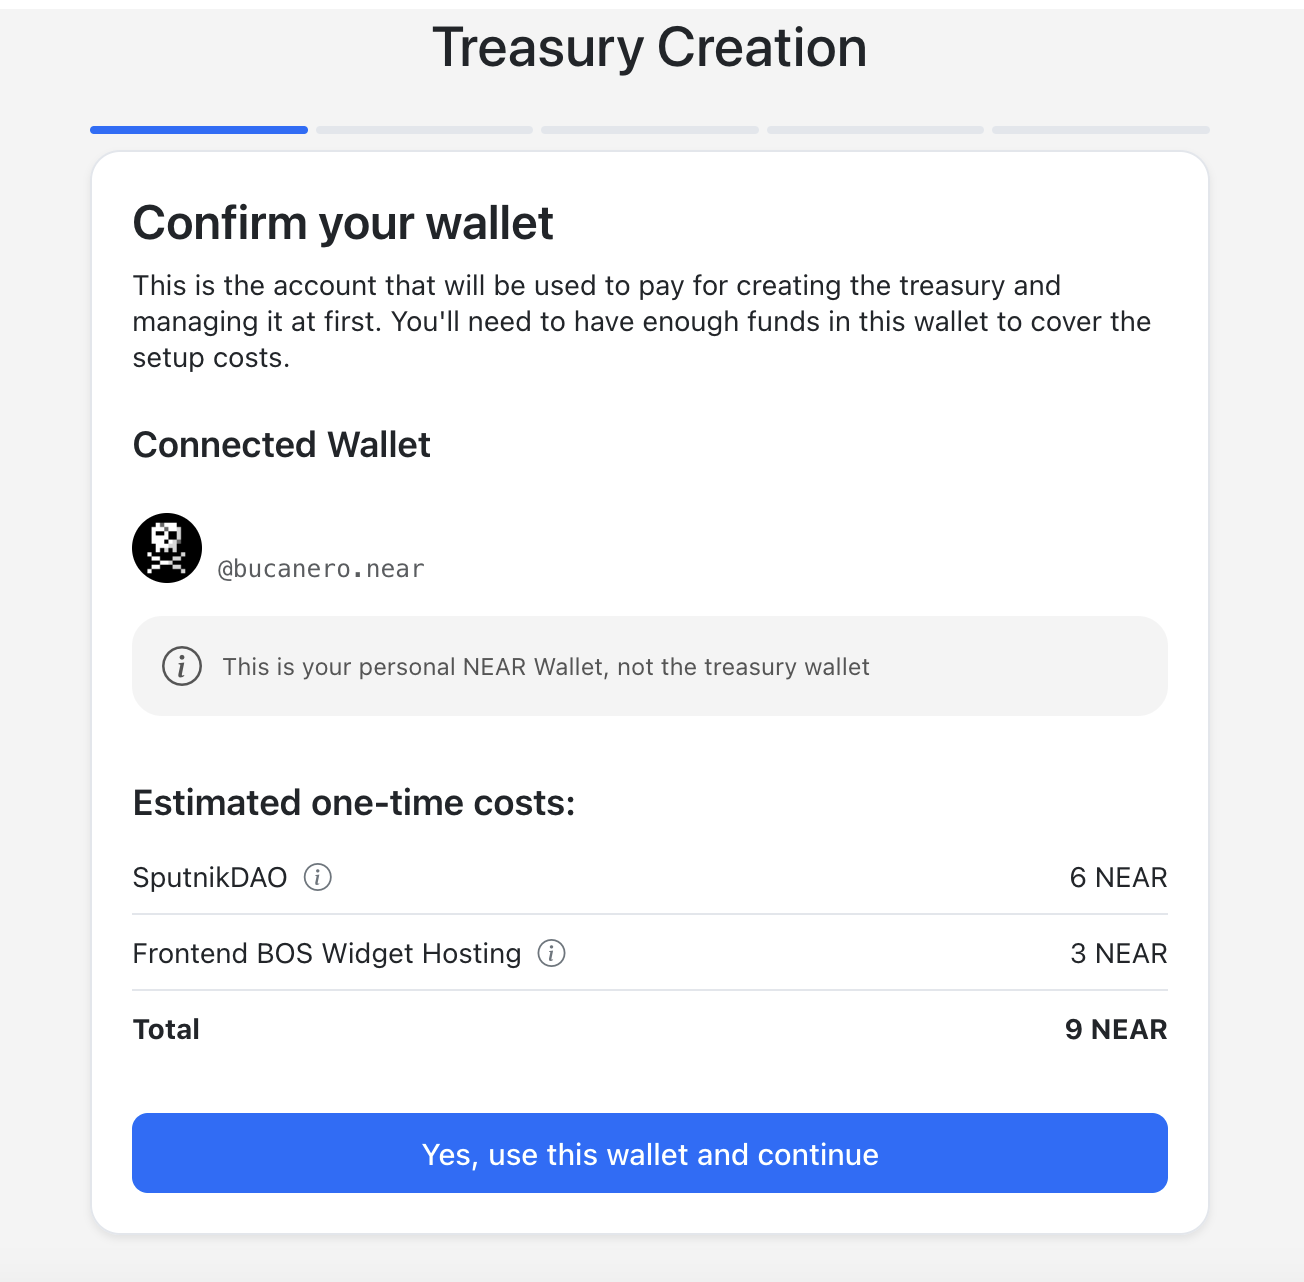 Treasury Creation
Confirm your wallet
This is the account that will be used to pay for creating the treasury and
managing it at first. You'll need to have enough funds in this wallet to cover the
setup costs.
Connected Wallet
@bucanero.near
This is your personal NEAR Wallet, not the treasury wallet
Estimated one-time costs:
SputnikDAO 6 NEAR
Frontend BOS Widget Hosting 3 NEAR
Total 9 NEAR
Yes, use this wallet and continue